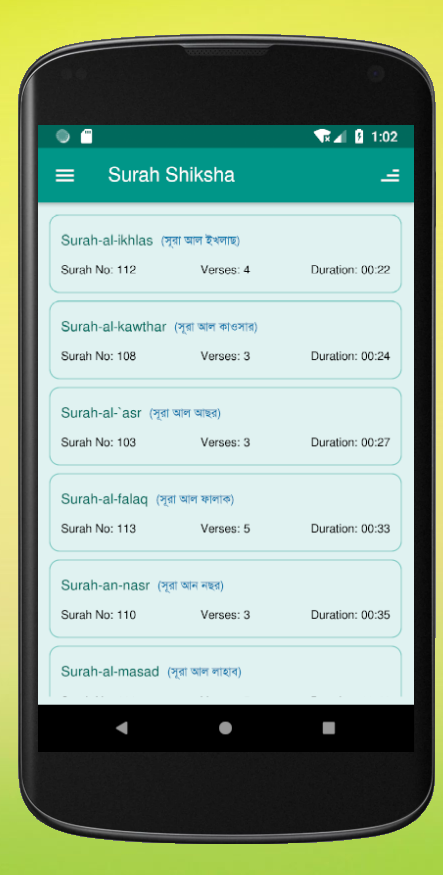 1:02
Surah Shiksha
Surah-al-ikhlas (সূরা আল ইখলাছ)
Surah No: 112 Verses: 4 Duration: 00:22
Surah-al-kawthar (সূরা আল কাওসার)
Surah No: 108 Verses: 3 Duration: 00:24
Surah-al-`asr (সূরা আল আছর)
Surah No: 103 Verses: 3 Duration: 00:27
Surah-al-falaq (সূরা আল ফালাক)
Surah No: 113 Verses: 5 Duration: 00:33
Surah-an-nasr (সূরা আন নছর)
Surah No: 110 Verses: 3 Duration: 00:35
Surah-al-masad (সূরা আল লাহাব)